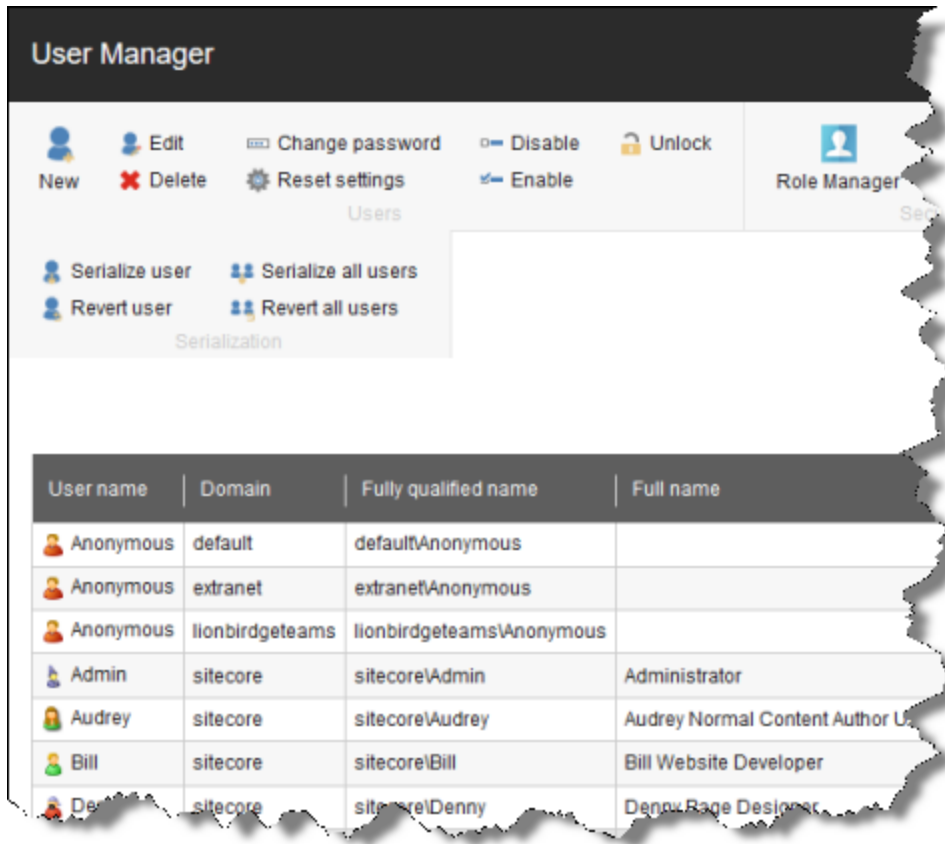 User Manager
New
Edit
Delete
Change password
Reset settings
Disable
Enable
Unlock
Users
Role Manager
Serialize user
Revert user
Serialize all users
Revert all users
Serialization
User name Domain Fully qualified name Full name
Anonymous default default\Anonymous
Anonymous extranet extranet\Anonymous
Anonymous lionbirdgeteams lionbirdgeteams\Anonymous
Admin sitecore sitecore\Admin Administrator
Audrey sitecore sitecore\Audrey Audrey Normal Content Author
Bill sitecore sitecore\Bill Bill Website Developer
sitecore sitecore\Denny Denny Page Designer